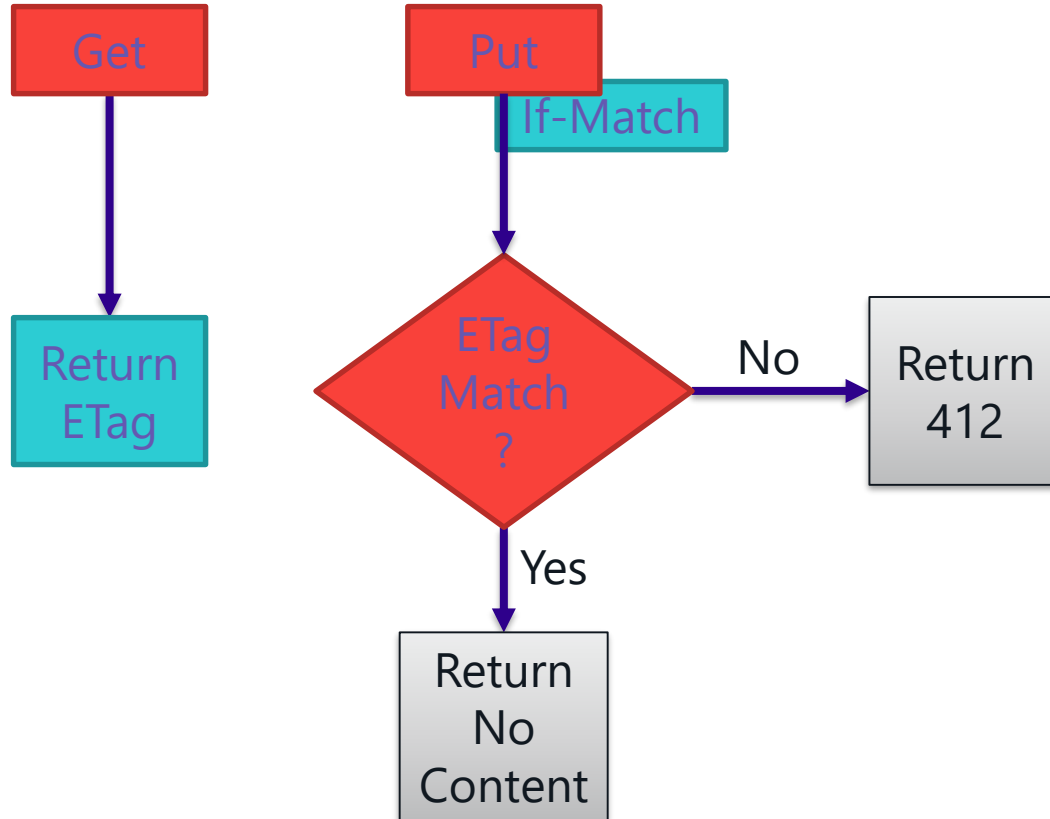 Get
Put
If-Match
Return
ETag
ETag
Match
?
No
Return
412
Yes
Return
No
Content